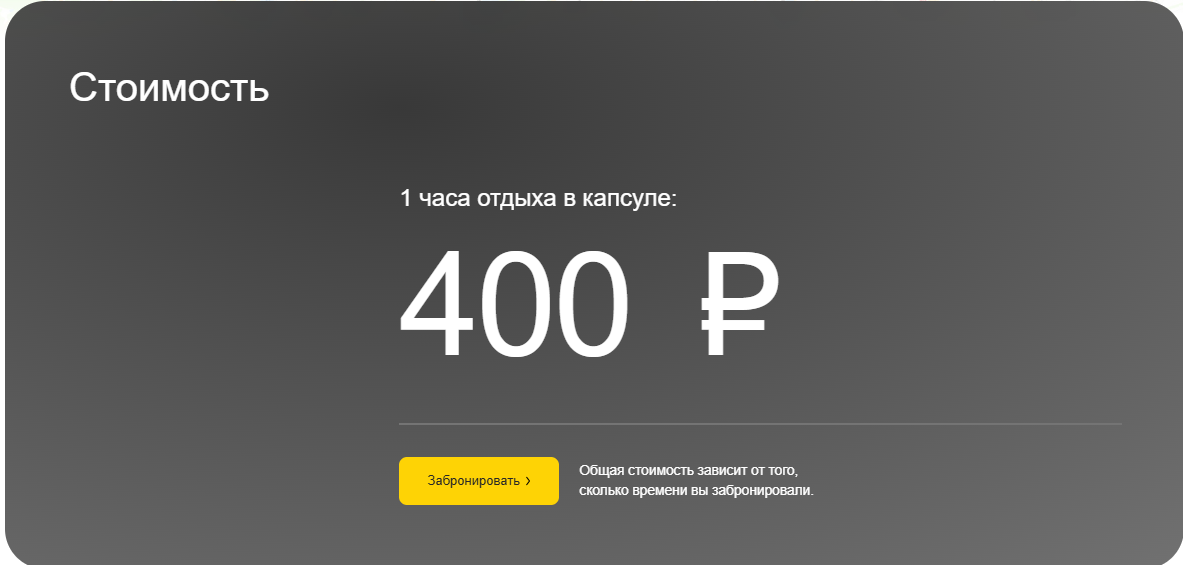 Стоимость
1 часа отдыха в капсуле:
400 ₽
Забронировать ›
Общая стоимость зависит от того,
сколько времени вы забронировали.